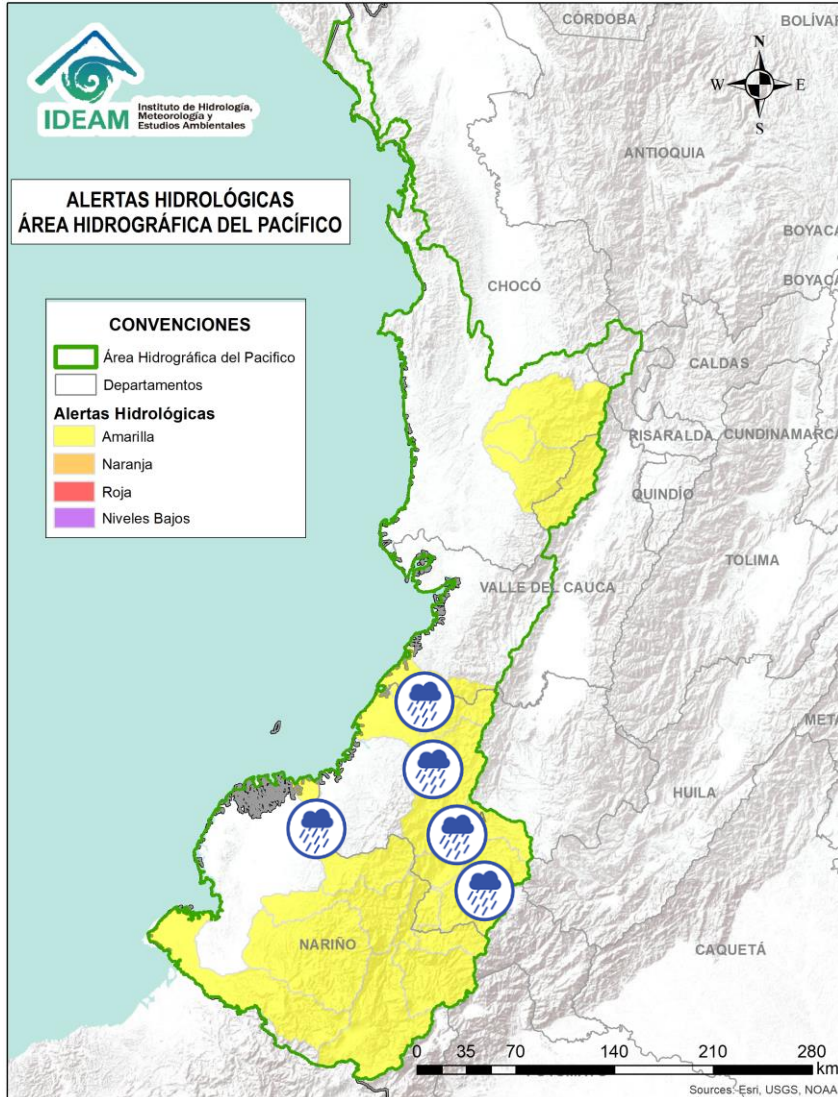 CÓRDOBA
BOLÍVAR
N
W
E
S
IDEAM
Instituto de Hidrología,
Meteorología y
Estudios Ambientales
ANTIOQUIA
ALERTAS HIDROLÓGICAS
ÁREA HIDROGRÁFICA DEL PACÍFICO
BOYACÁ
BOYACÁ
CHOCÓ
CONVENCIONES
Área Hidrográfica del Pacifico
Departamentos
Alertas Hidrológicas
Amarilla
Naranja
Roja
Niveles Bajos
CALDAS
RISARALDA
CUNDINAMARCA
QUINDÍO
TOLIMA
VALLE DEL CAUCA
META
HUILA
NARIÑO
CAQUETÁ
0 35 70 140 210 280
km
Sources: Esri, USGS, NOAA